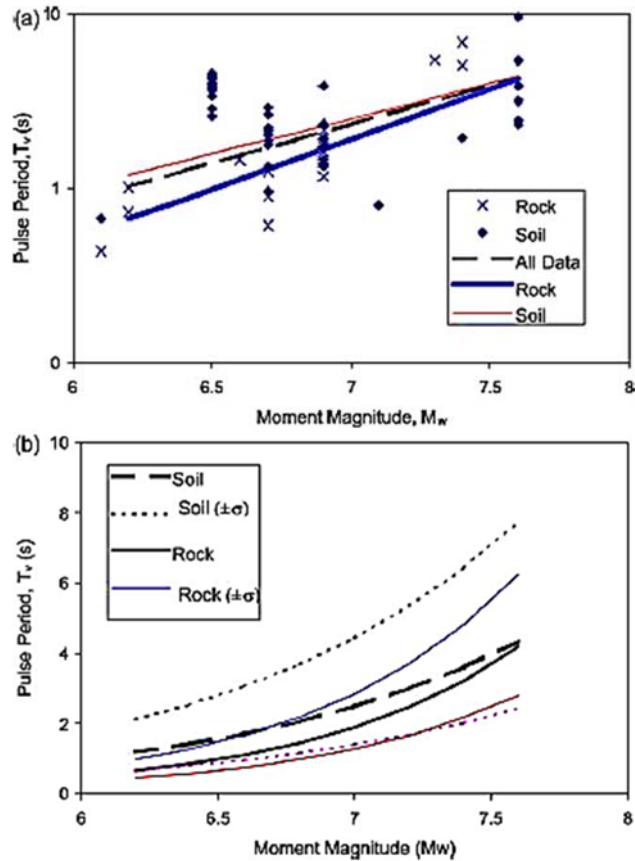 (a)
10
1
0
Pulse Period, Tᵥ (s)
Rock
Soil
All Data
Rock
Soil
6
6.5
7
7.5
8
Moment Magnitude, M_w
(b)
10
8
6
4
2
0
Pulse Period, Tᵥ (s)
Soil
Soil (±σ)
Rock
Rock (±σ)
6
6.5
7
7.5
8
Moment Magnitude (Mw)